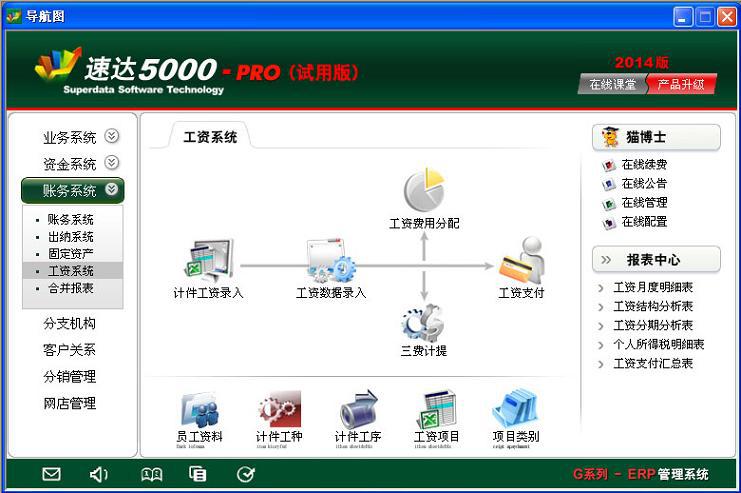 导航图
速达5000-PRO（试用版）
Superdata Software Technology
2014版
在线课堂 产品升级
业务系统
资金系统
账务系统
账务系统
出纳系统
固定资产
工资系统
合并报表
分支机构
客户关系
分销管理
网店管理
工资系统
工资费用分配
计件工资录入
工资数据录入
工资支付
三费计提
员工资料
计件工种
计件工序
工资项目
项目类别
猫博士
在线续费
在线公告
在线管理
在线配置
报表中心
工资月度明细表
工资结构分析表
工资分期分析表
个人所得税明细表
工资支付汇总表
G系列 - ERP管理系统